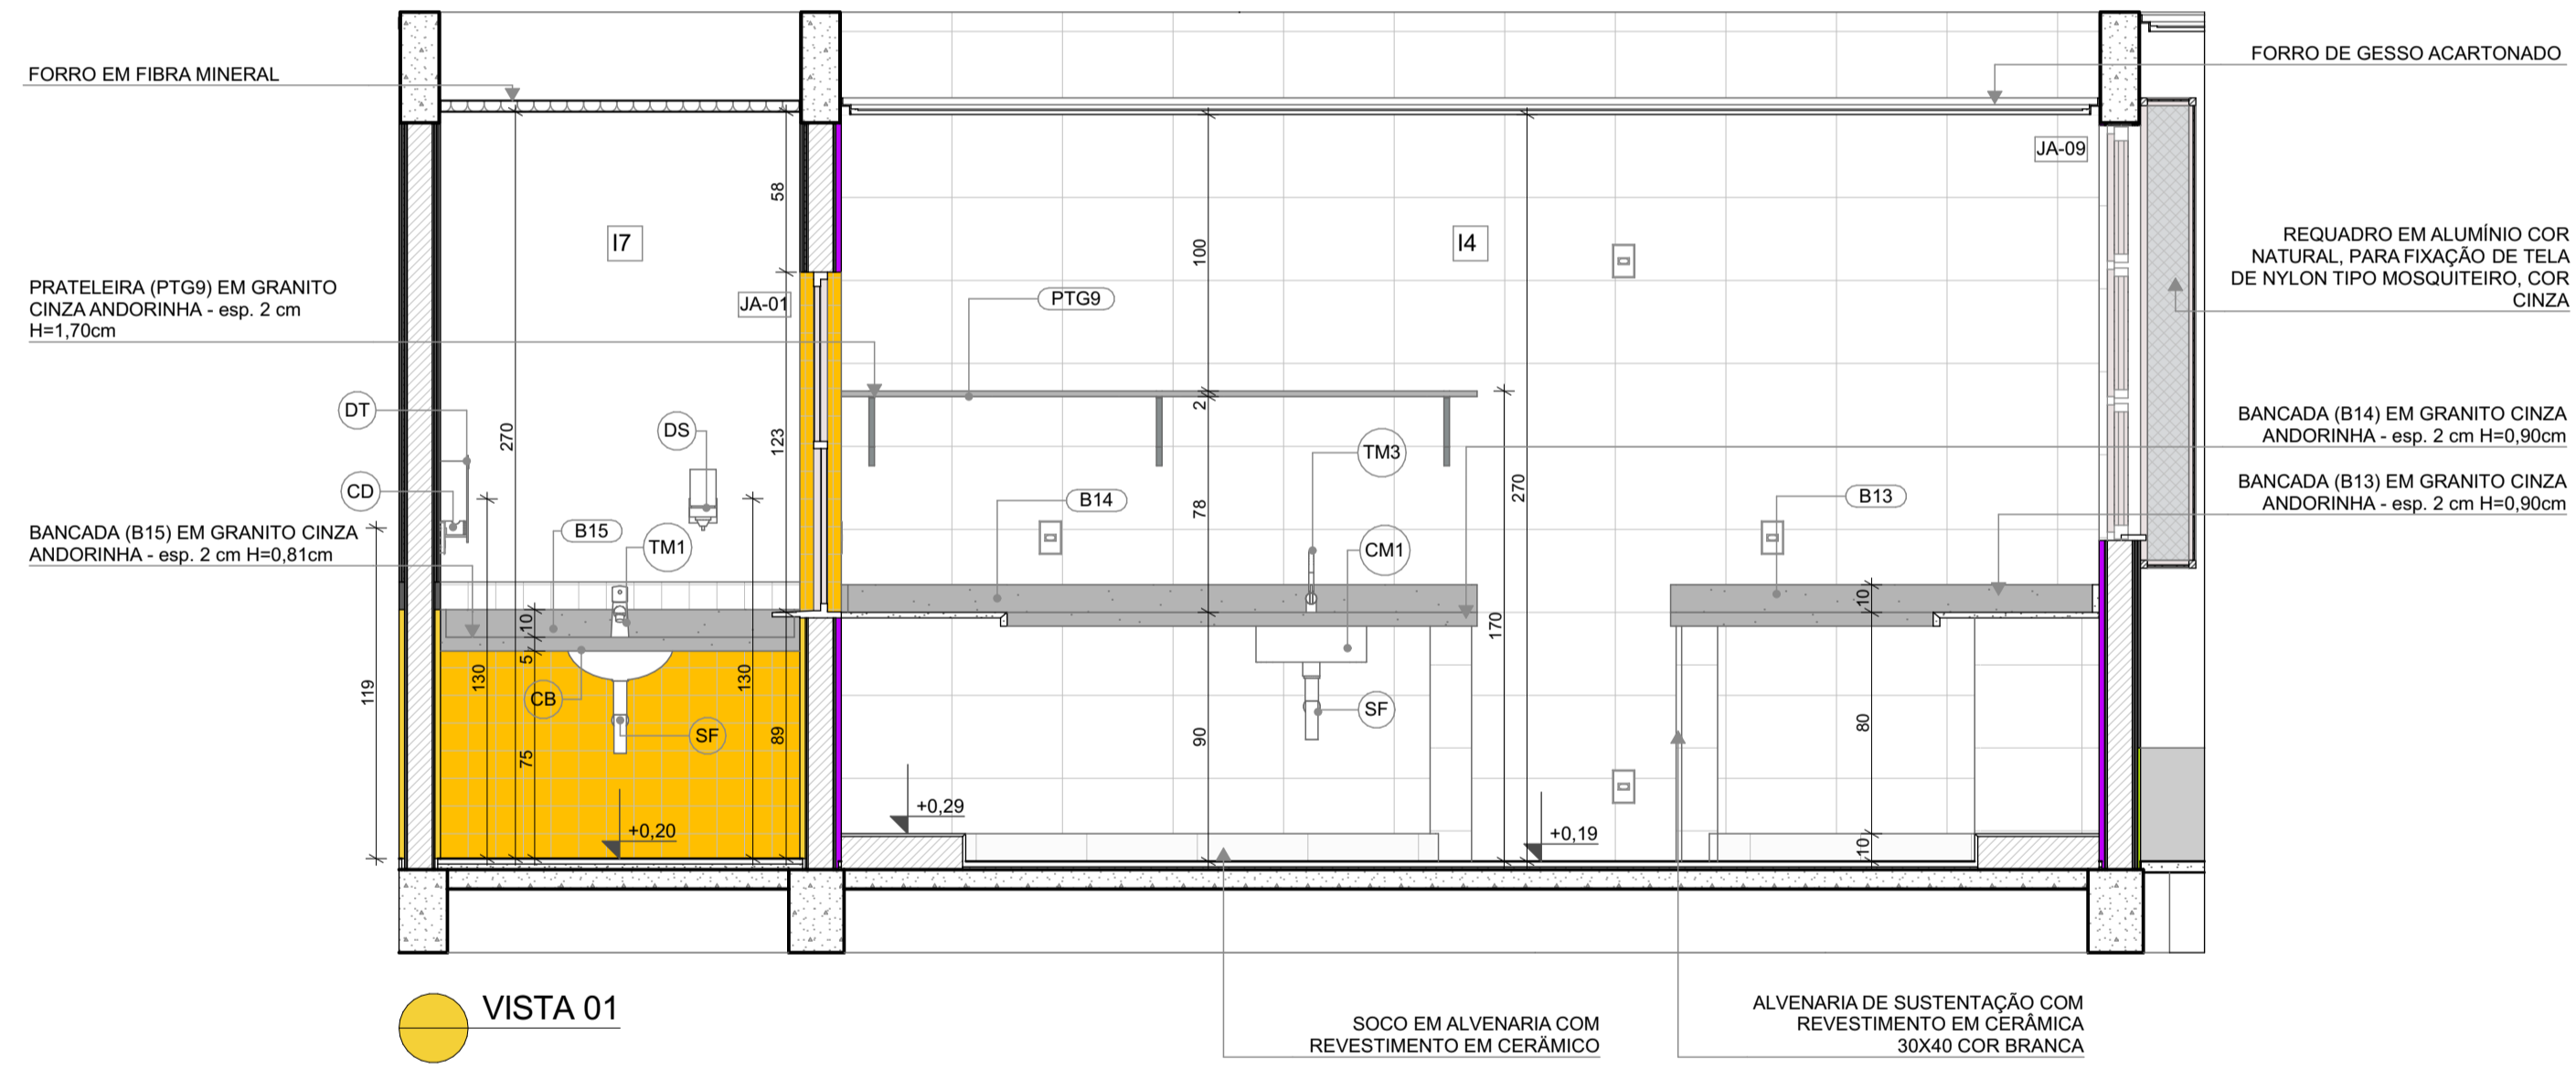 FORRO EM FIBRA MINERAL
FORRO DE GESSO ACARTONADO
JA-09
58
I7
100
I4
REQUADRO EM ALUMÍNIO COR
NATURAL, PARA FIXAÇÃO DE TELA
DE NYLON TIPO MOSQUITEIRO, COR
CINZA
PRATELEIRA (PTG9) EM GRANITO
CINZA ANDORINHA - esp. 2 cm
H=1,70cm
JA-01
PTG9
DT
270
DS
123
2
TM3
BANCADA (B14) EM GRANITO CINZA
ANDORINHA - esp. 2 cm H=0,90cm
CD
B14
78
270
B13
BANCADA (B13) EM GRANITO CINZA
ANDORINHA - esp. 2 cm H=0,90cm
BANCADA (B15) EM GRANITO CINZA
ANDORINHA - esp. 2 cm H=0,81cm
B15
TM1
CM1
10
10
170
5
119
130
CB
130
SF
89
75
90
SF
80
+0,20
+0,29
+0,19
10
VISTA 01
SOCO EM ALVENARIA COM
REVESTIMENTO EM CERÄMICO
ALVENARIA DE SUSTENTAÇÃO COM
REVESTIMENTO EM CERÂMICA
30X40 COR BRANCA